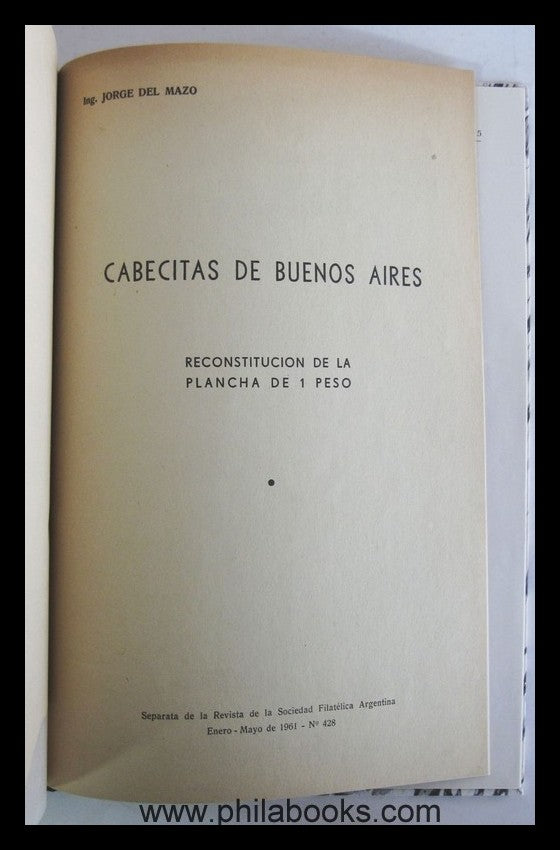 Ing. JORGE DEL MAZO
5
CABECITAS DE BUENOS AIRES
RECONSTITUCION DE LA
PLANCHA DE 1 PESO
Separata de la Revista de la Sociedad Filatélica Argentina
Enero - Mayo de 1961 - Nº 428
www.philabooks.com